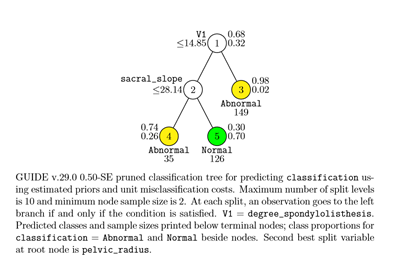 V1
≤14.85
1
0.68
0.32
sacral_slope
≤28.14
2
3
0.98
0.02
Abnormal
149
0.74
0.26
4
Abnormal
35
5
0.30
0.70
Normal
126
GUIDE v.29.0 0.50-SE pruned classification tree for predicting classification us-
ing estimated priors and unit misclassification costs. Maximum number of split levels
is 10 and minimum node sample size is 2. At each split, an observation goes to the left
branch if and only if the condition is satisfied. V1 = degree_spondylolisthesis.
Predicted classes and sample sizes printed below terminal nodes; class proportions for
classification = Abnormal and Normal beside nodes. Second best split variable
at root node is pelvic_radius.